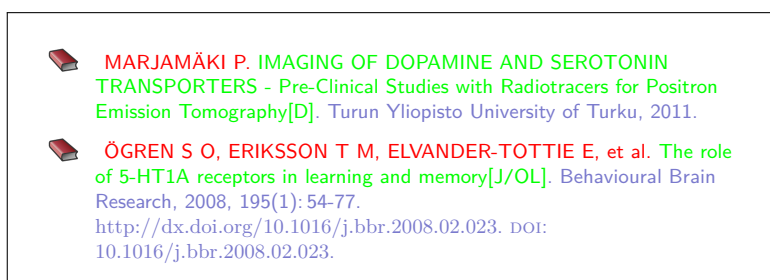 MARJAMÄKI P. IMAGING OF DOPAMINE AND SEROTONIN
TRANSPORTERS - Pre-Clinical Studies with Radiotracers for Positron
Emission Tomography[D]. Turun Yliopisto University of Turku, 2011.
ÖGREN S O, ERIKSSON T M, ELVANDER-TOTTIE E, et al. The role
of 5-HT1A receptors in learning and memory[J/OL]. Behavioural Brain
Research, 2008, 195(1): 54-77.
http://dx.doi.org/10.1016/j.bbr.2008.02.023. DOI:
10.1016/j.bbr.2008.02.023.